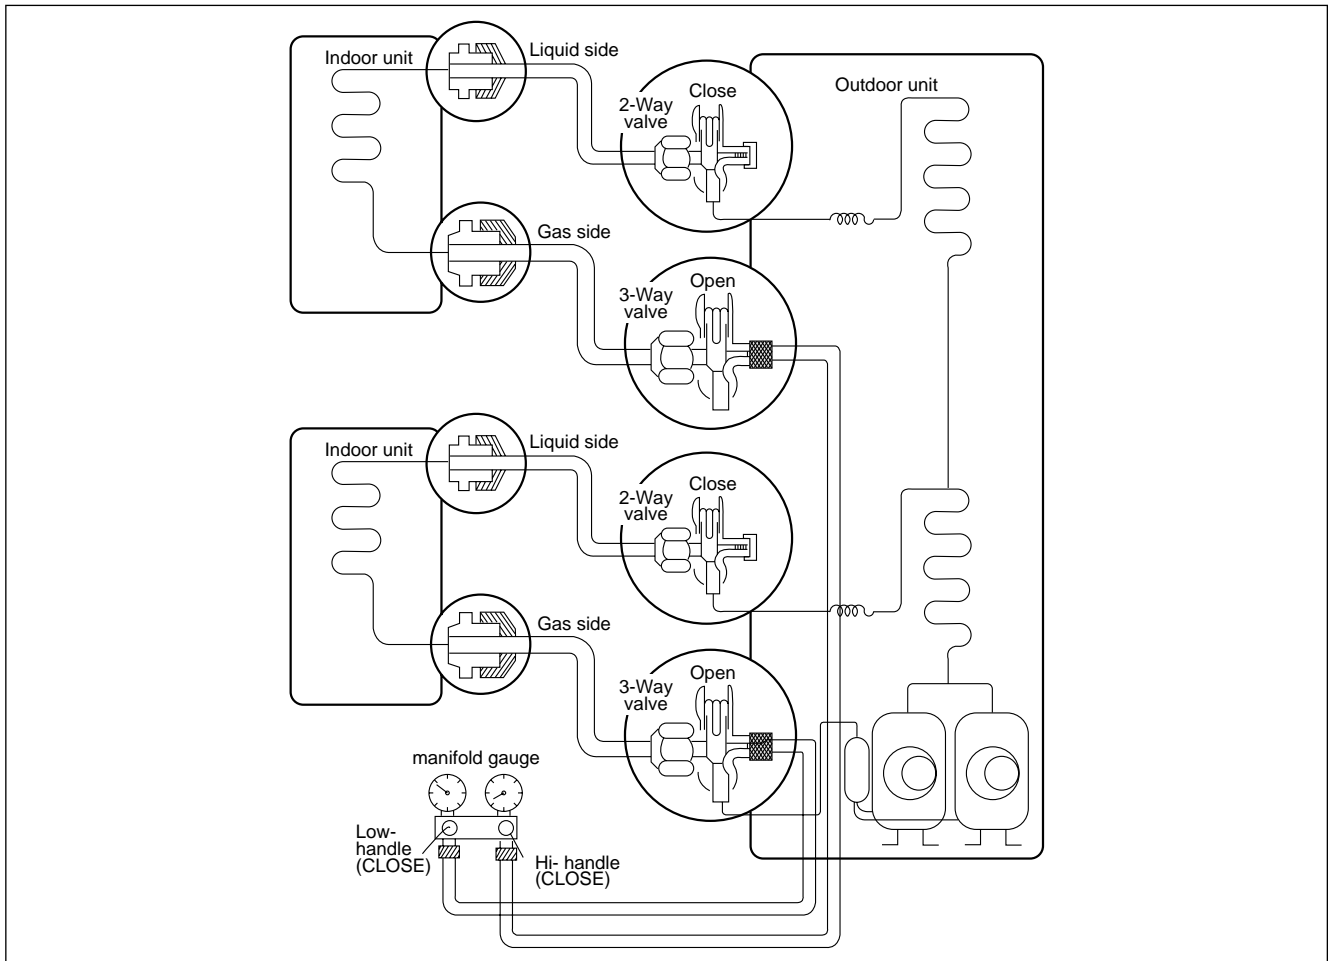 Indoor unit
Liquid side
2-Way
valve
Close
Outdoor unit
Gas side
3-Way
valve
Open
Indoor unit
Liquid side
2-Way
valve
Close
Gas side
3-Way
valve
Open
manifold gauge
Low-
handle
(CLOSE)
Hi- handle
(CLOSE)